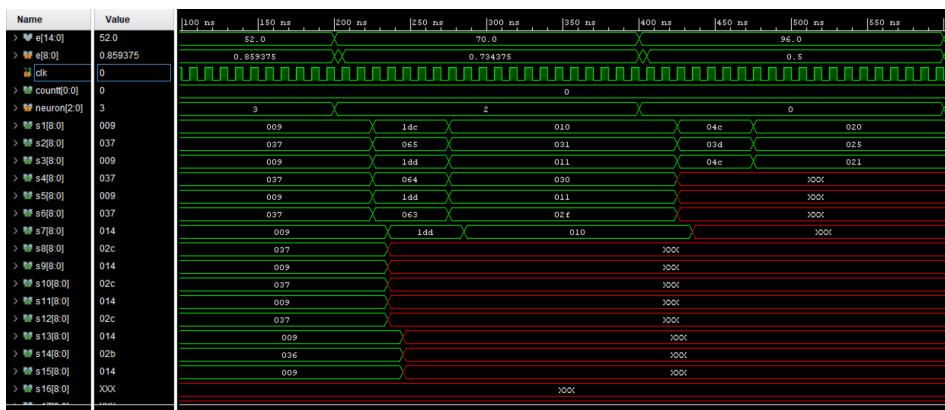 Name Value 100 ns 150 ns 200 ns 250 ns 300 ns 350 ns 400 ns 450 ns 500 ns 550 ns
e[14:0] 52.0 52.0 70.0 96.0
e[8:0] 0.859375 0.859375 0.734375 0.5
clk 0
countt[0:0] 0 0
neuron[2:0] 3 3 2 0
s1[8:0] 009 009 1dc 010 04c 020
s2[8:0] 037 037 065 031 03d 025
s3[8:0] 009 009 1dd 011 04c 021
s4[8:0] 037 037 064 030 XXX
s5[8:0] 009 009 1dd 011 XXX
s6[8:0] 037 037 063 02f XXX
s7[8:0] 014 009 1dd 010 XXX
s8[8:0] 02c 037 XXX
s9[8:0] 014 009 XXX
s10[8:0] 02c 037 XXX
s11[8:0] 014 009 XXX
s12[8:0] 02c 037 XXX
s13[8:0] 014 009 XXX
s14[8:0] 02b 036 XXX
s15[8:0] 014 009 XXX
s16[8:0] XXX XXX